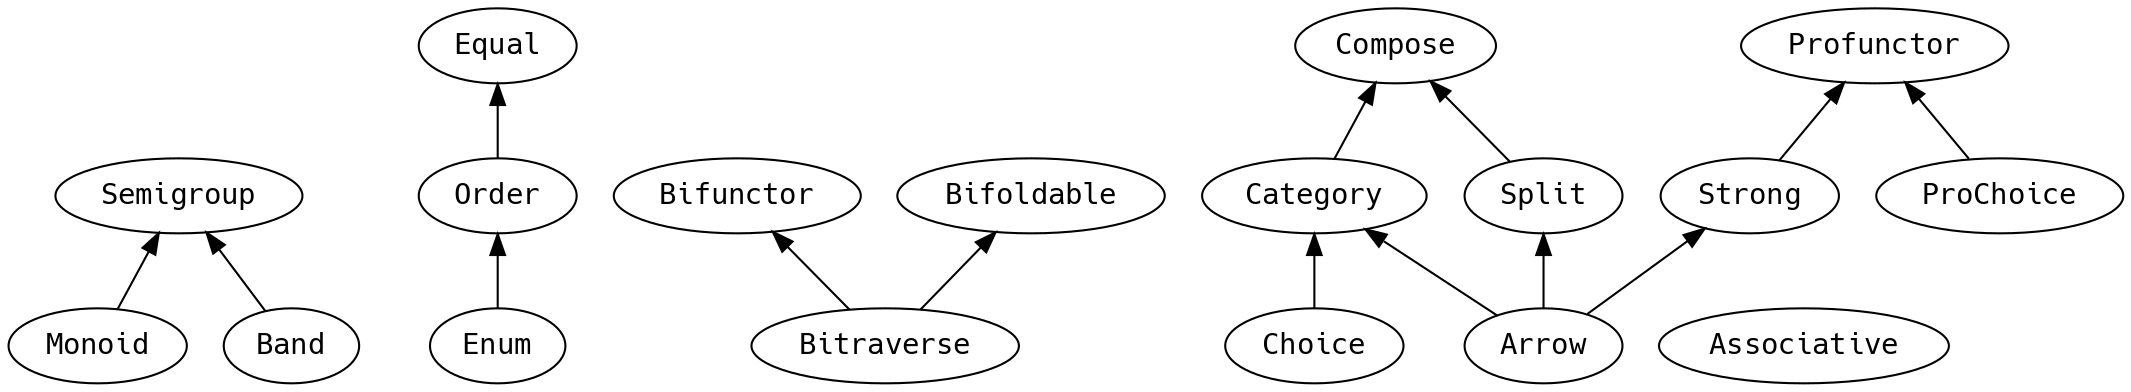 Equal
Compose
Profunctor
Semigroup
Order
Bifunctor
Bifoldable
Category
Split
Strong
ProChoice
Monoid
Band
Enum
Bitraverse
Choice
Arrow
Associative